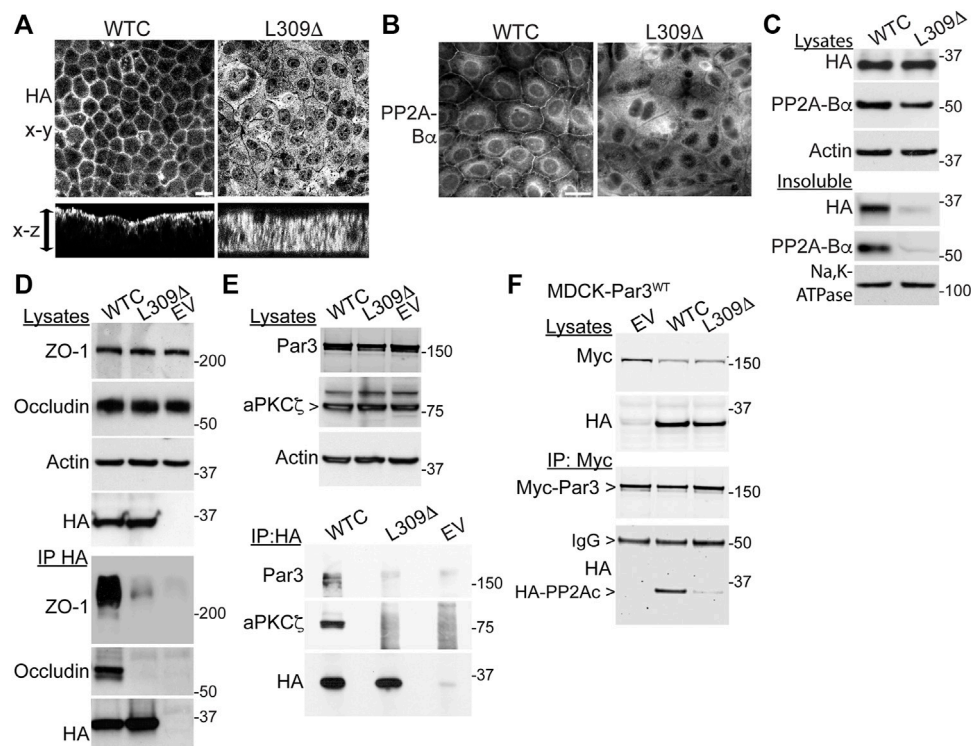 A
WTC
L309Δ
HA
x-y
x-z
B
WTC
L309Δ
PP2A-
Bα
C
WTC
L309Δ
Lysates
HA
-37
PP2A-Bα
-50
Actin
Insoluble
HA
-37
PP2A-Bα
-50
Na,K-
ATPase
-100
D
WTC
L309Δ
EV
Lysates
ZO-1
-200
Occludin
-50
Actin
-37
HA
-37
IP HA
ZO-1
-200
Occludin
-50
HA
-37
E
WTC
L309Δ
EV
Lysates
Par3
-150
aPKCζ >
-75
Actin
-37
IP:HA
WTC
L309Δ
EV
Par3
-150
aPKCζ
-75
HA
-37
F
MDCK-Par3WT
EV
WTC
L309Δ
Lysates
Myc
-150
HA
-37
IP: Myc
Myc-Par3 >
-150
IgG >
-50
HA
HA-PP2Ac >
-37